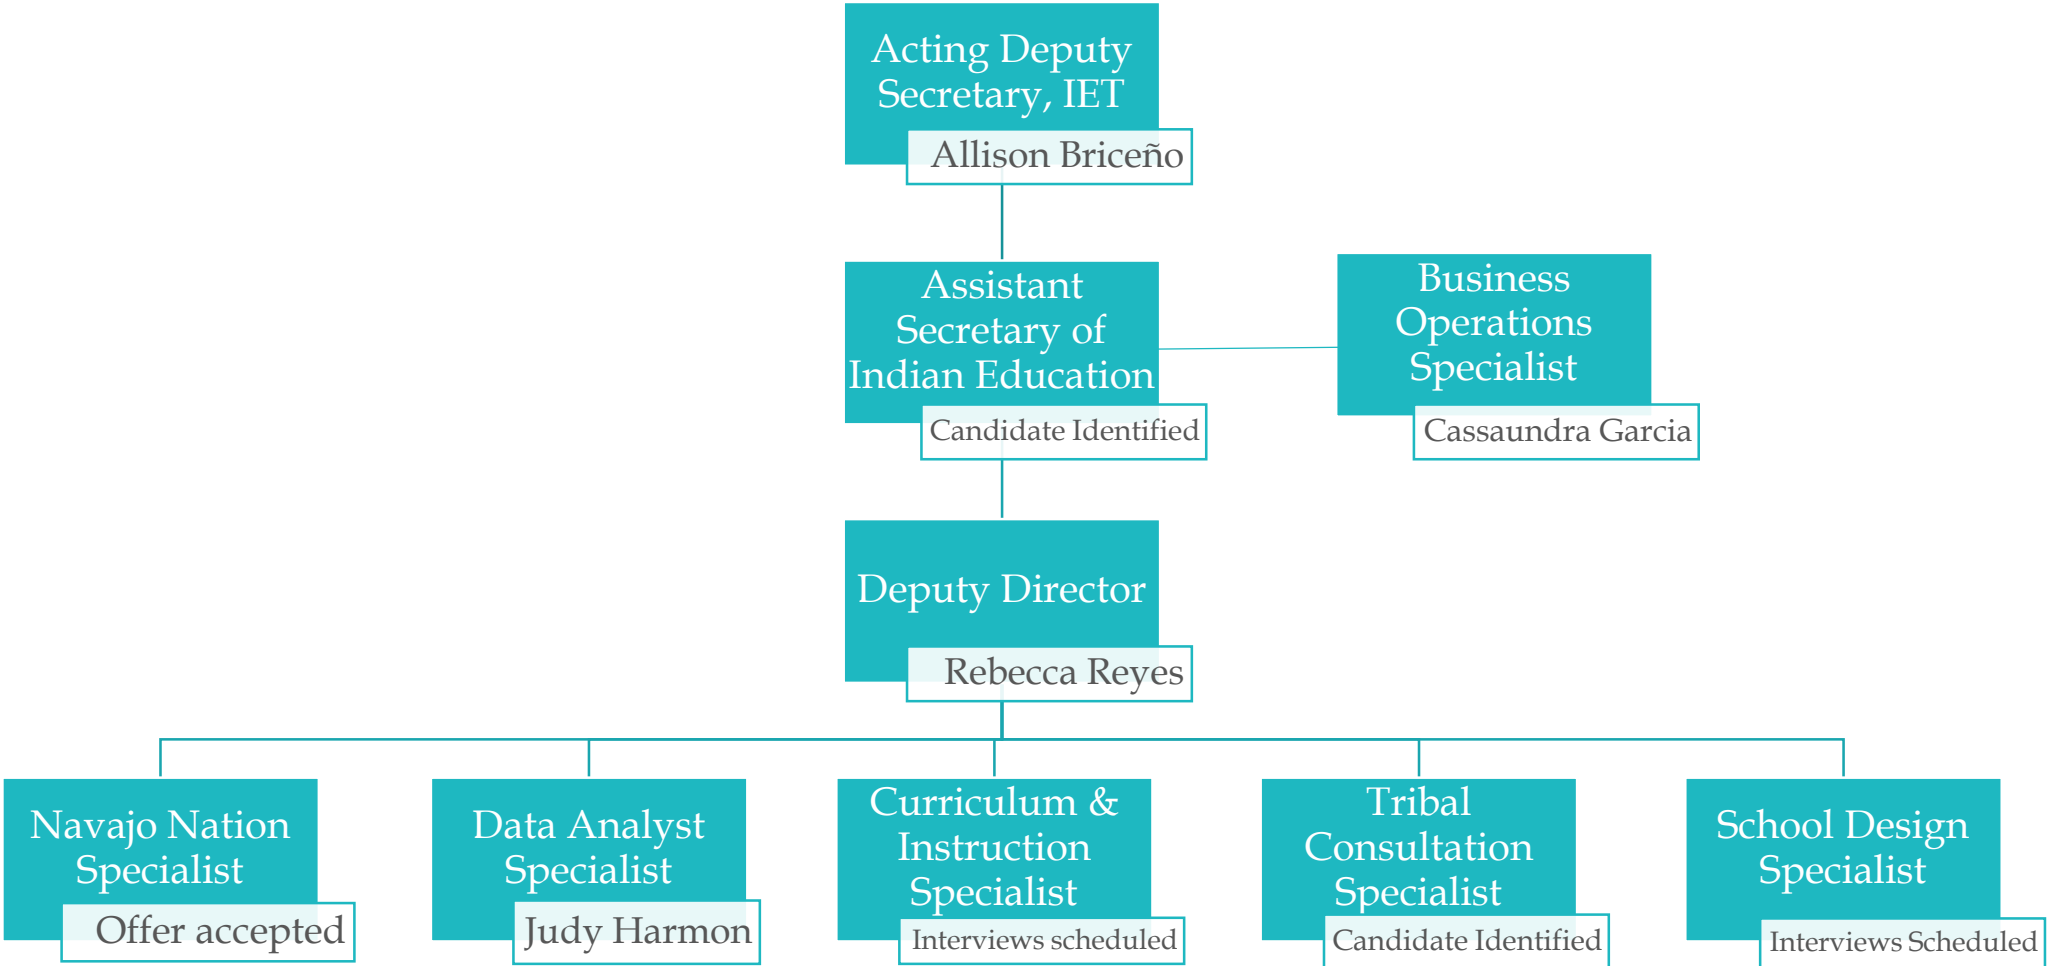 Acting Deputy
Secretary, IET
Allison Briceño
Assistant
Secretary of
Indian Education
Candidate Identified
Business
Operations
Specialist
Cassaundra Garcia
Deputy Director
Rebecca Reyes
Navajo Nation
Specialist
Offer accepted
Data Analyst
Specialist
Judy Harmon
Curriculum &
Instruction
Specialist
Interviews scheduled
Tribal
Consultation
Specialist
Candidate Identified
School Design
Specialist
Interviews Scheduled